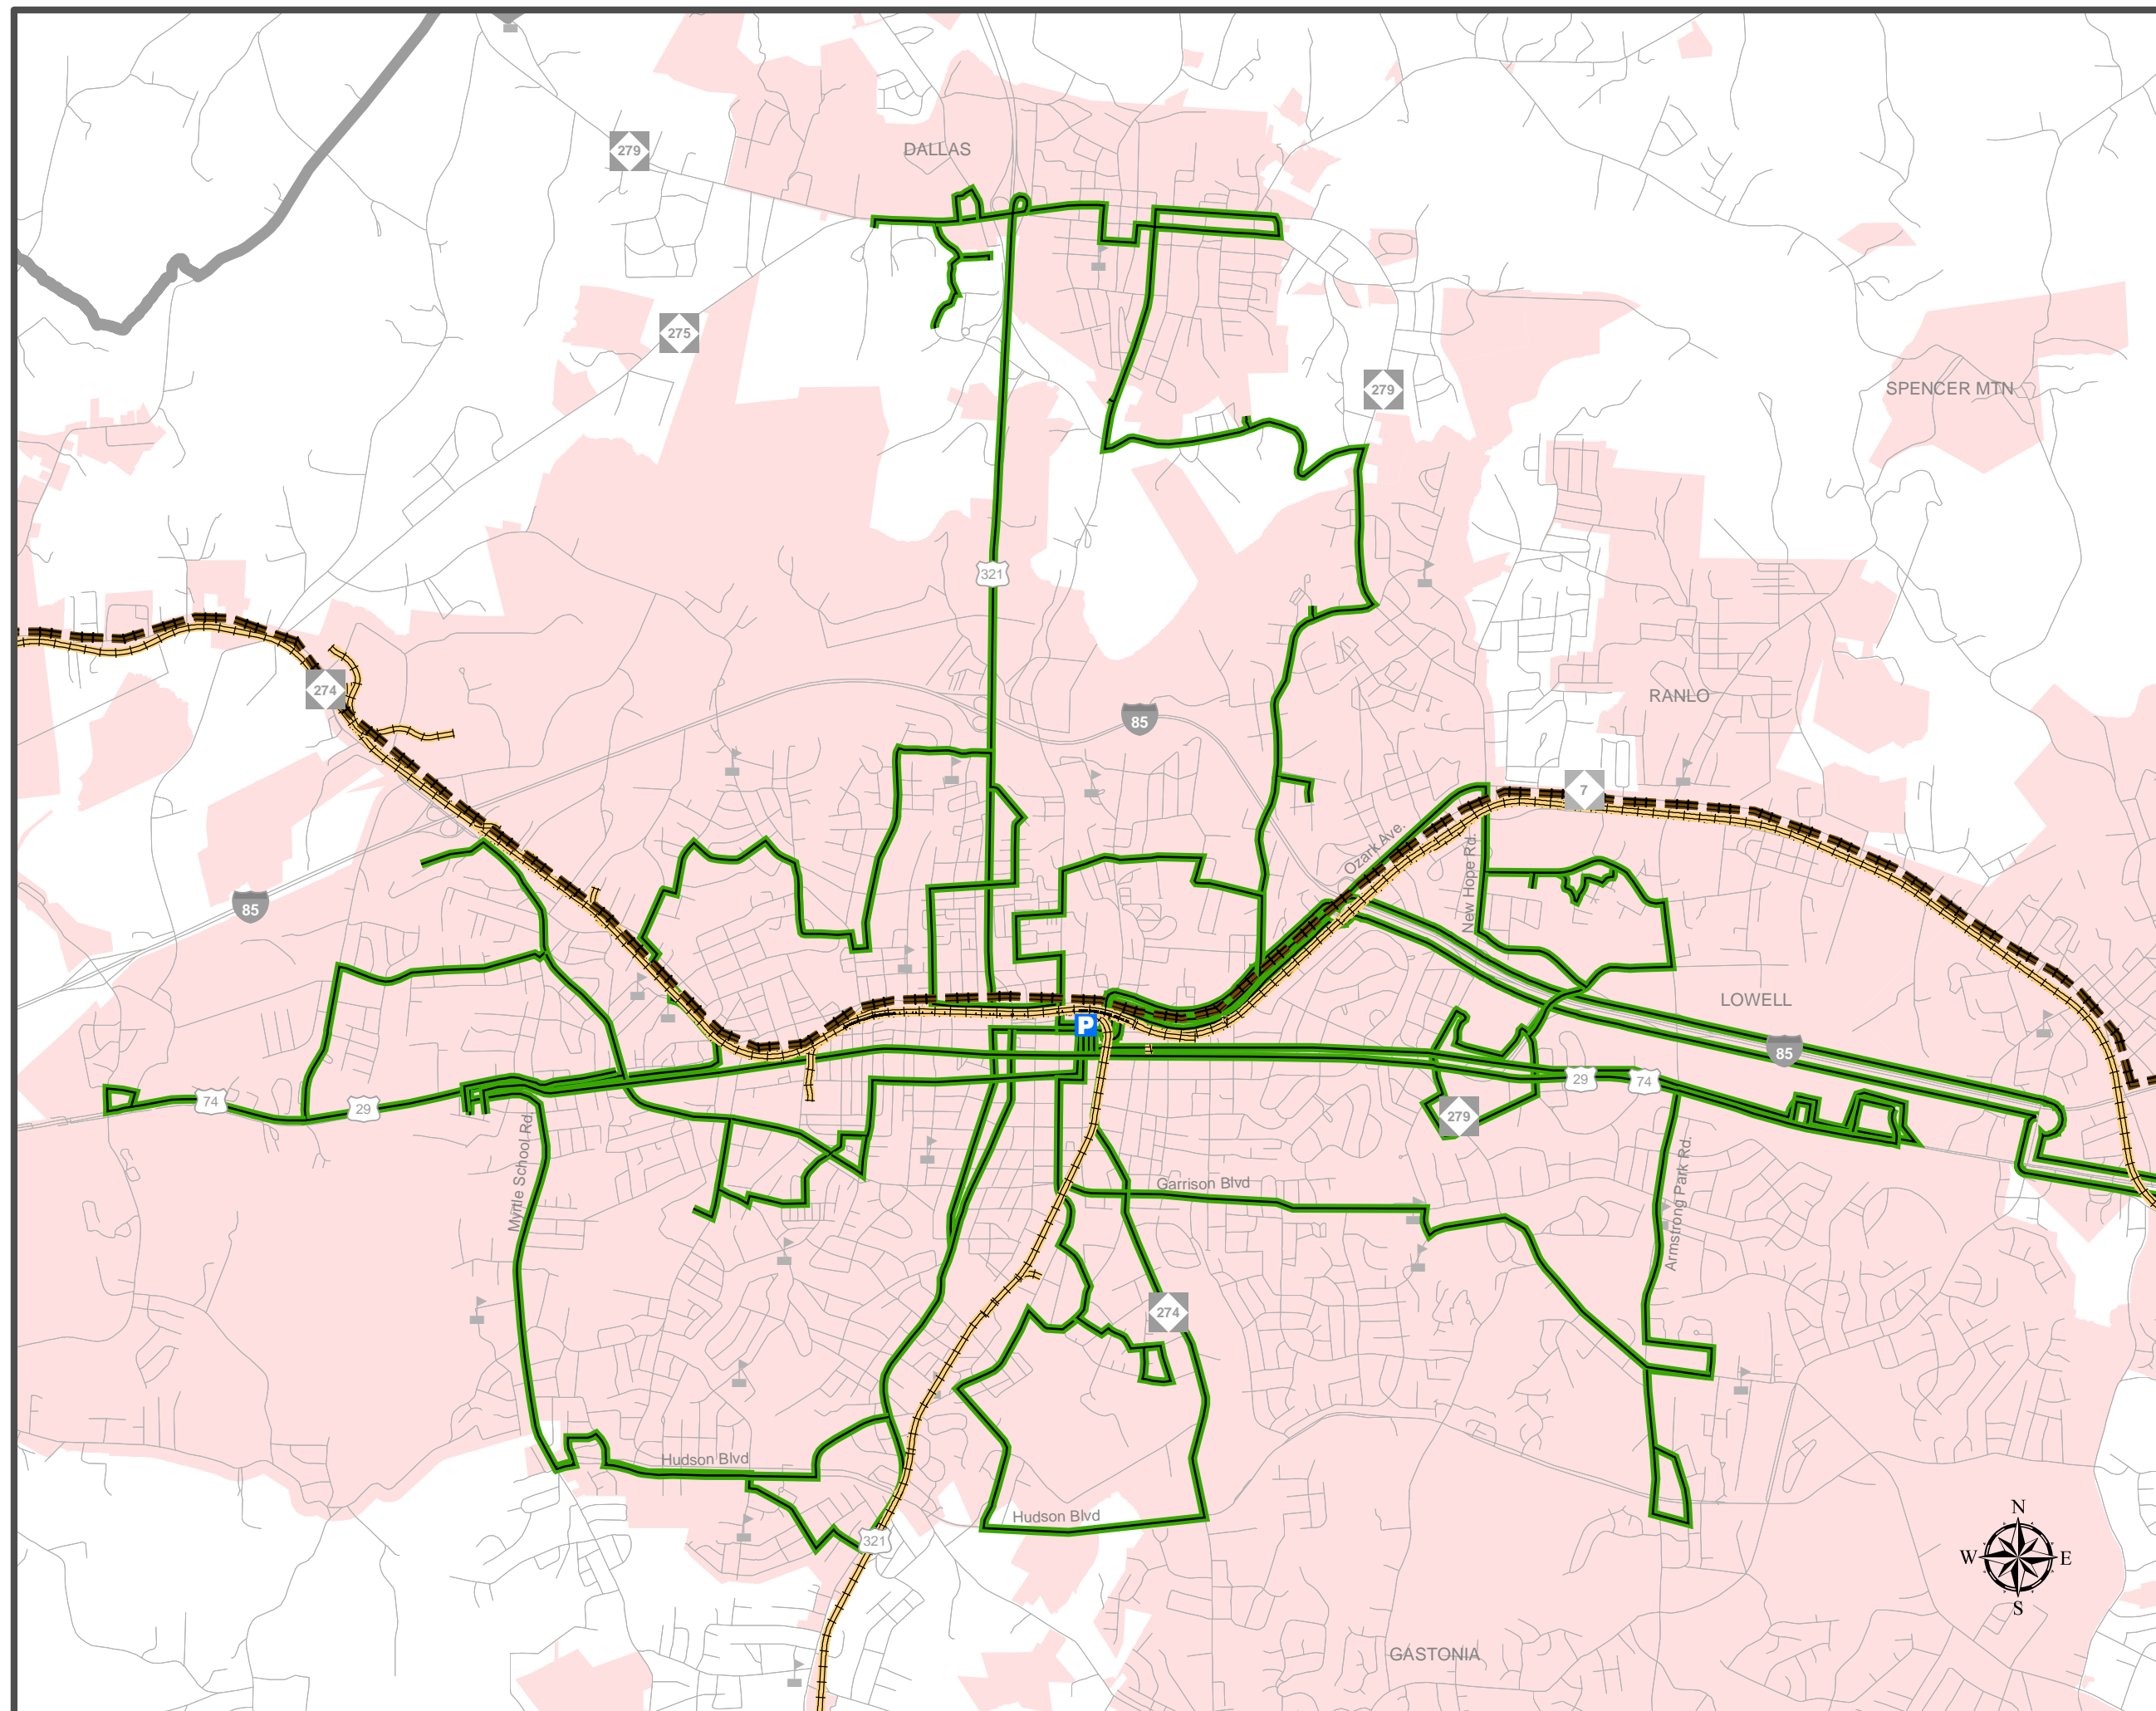 279
DALLAS
275
279
SPENCER MTN
321
274
RANLO
85
7
Ozark Ave.
New Hope Rd.
85
LOWELL
P
85
29
74
74
29
279
Myrtle School Rd.
Garrison Blvd
Armstrong Park Rd.
274
Hudson Blvd
Hudson Blvd
321
N
W
E
S
GASTONIA